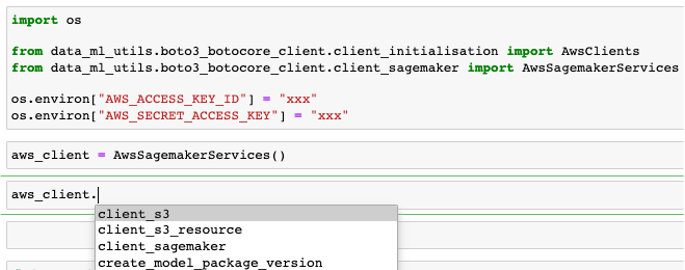 import os
from data_ml_utils.boto3_botocore_client.client_initialisation import AwsClients
from data_ml_utils.boto3_botocore_client.client_sagemaker import AwsSagemakerServices
os.environ["AWS_ACCESS_KEY_ID"] = "xxx"
os.environ["AWS_SECRET_ACCESS_KEY"] = "xxx"
aws_client = AwsSagemakerServices()
aws_client.
client_s3
client_s3_resource
client_sagemaker
create_model_package_version